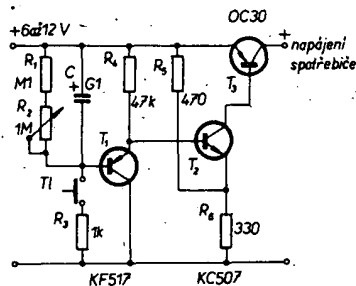 OC30
+6až12 V
+
napájení
spotřebiče
R1
M1
C
+
G1
R4
47k
R5
470
T3
R2
1M
T1
T2
Tl
R3
1k
R6
330
KF517
KC507